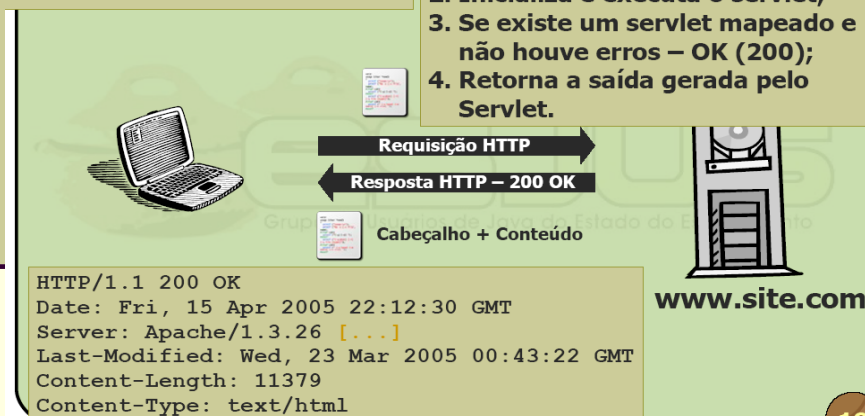 3. Se existe um servlet mapeado e
não houve erros – OK (200);
4. Retorna a saída gerada pelo
Servlet.
Requisição HTTP
Resposta HTTP – 200 OK
Cabeçalho + Conteúdo
www.site.com
HTTP/1.1 200 OK
Date: Fri, 15 Apr 2005 22:12:30 GMT
Server: Apache/1.3.26 [...]
Last-Modified: Wed, 23 Mar 2005 00:43:22 GMT
Content-Length: 11379
Content-Type: text/html